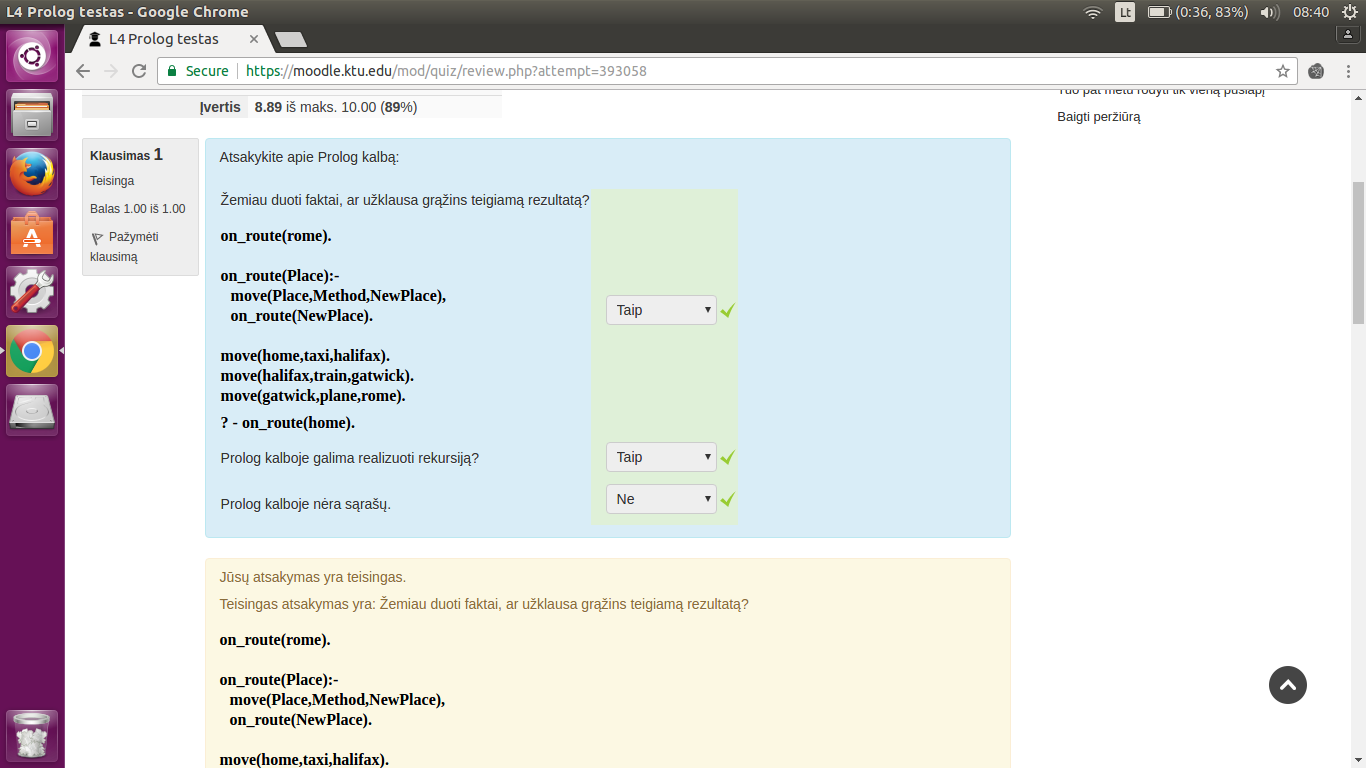 L4 Prolog testas - Google Chrome
Lt
(0:36, 83%)
08:40
L4 Prolog testas
Secure
https://moodle.ktu.edu/mod/quiz/review.php?attempt=393058
Įvertis 8.89 iš maks. 10.00 (89%)
Tuo pat metu rodyti tik vieną puslapį
Baigti peržiūrą
Klausimas 1
Teisinga
Balas 1.00 iš 1.00
Pažymėti
klausimą
Atsakykite apie Prolog kalbą:
Žemiau duoti faktai, ar užklausa grąžins teigiamą rezultatą?
on_route(rome).
on_route(Place):-
move(Place,Method,NewPlace),
on_route(NewPlace).
move(home,taxi,halifax).
move(halifax,train,gatwick).
move(gatwick,plane,rome).
? - on_route(home).
Taip
Prolog kalboje galima realizuoti rekursiją?
Taip
Prolog kalboje nėra sąrašų.
Ne
Jūsų atsakymas yra teisingas.
Teisingas atsakymas yra: Žemiau duoti faktai, ar užklausa grąžins teigiamą rezultatą?
on_route(rome).
on_route(Place):-
move(Place,Method,NewPlace),
on_route(NewPlace).
move(home,taxi,halifax).